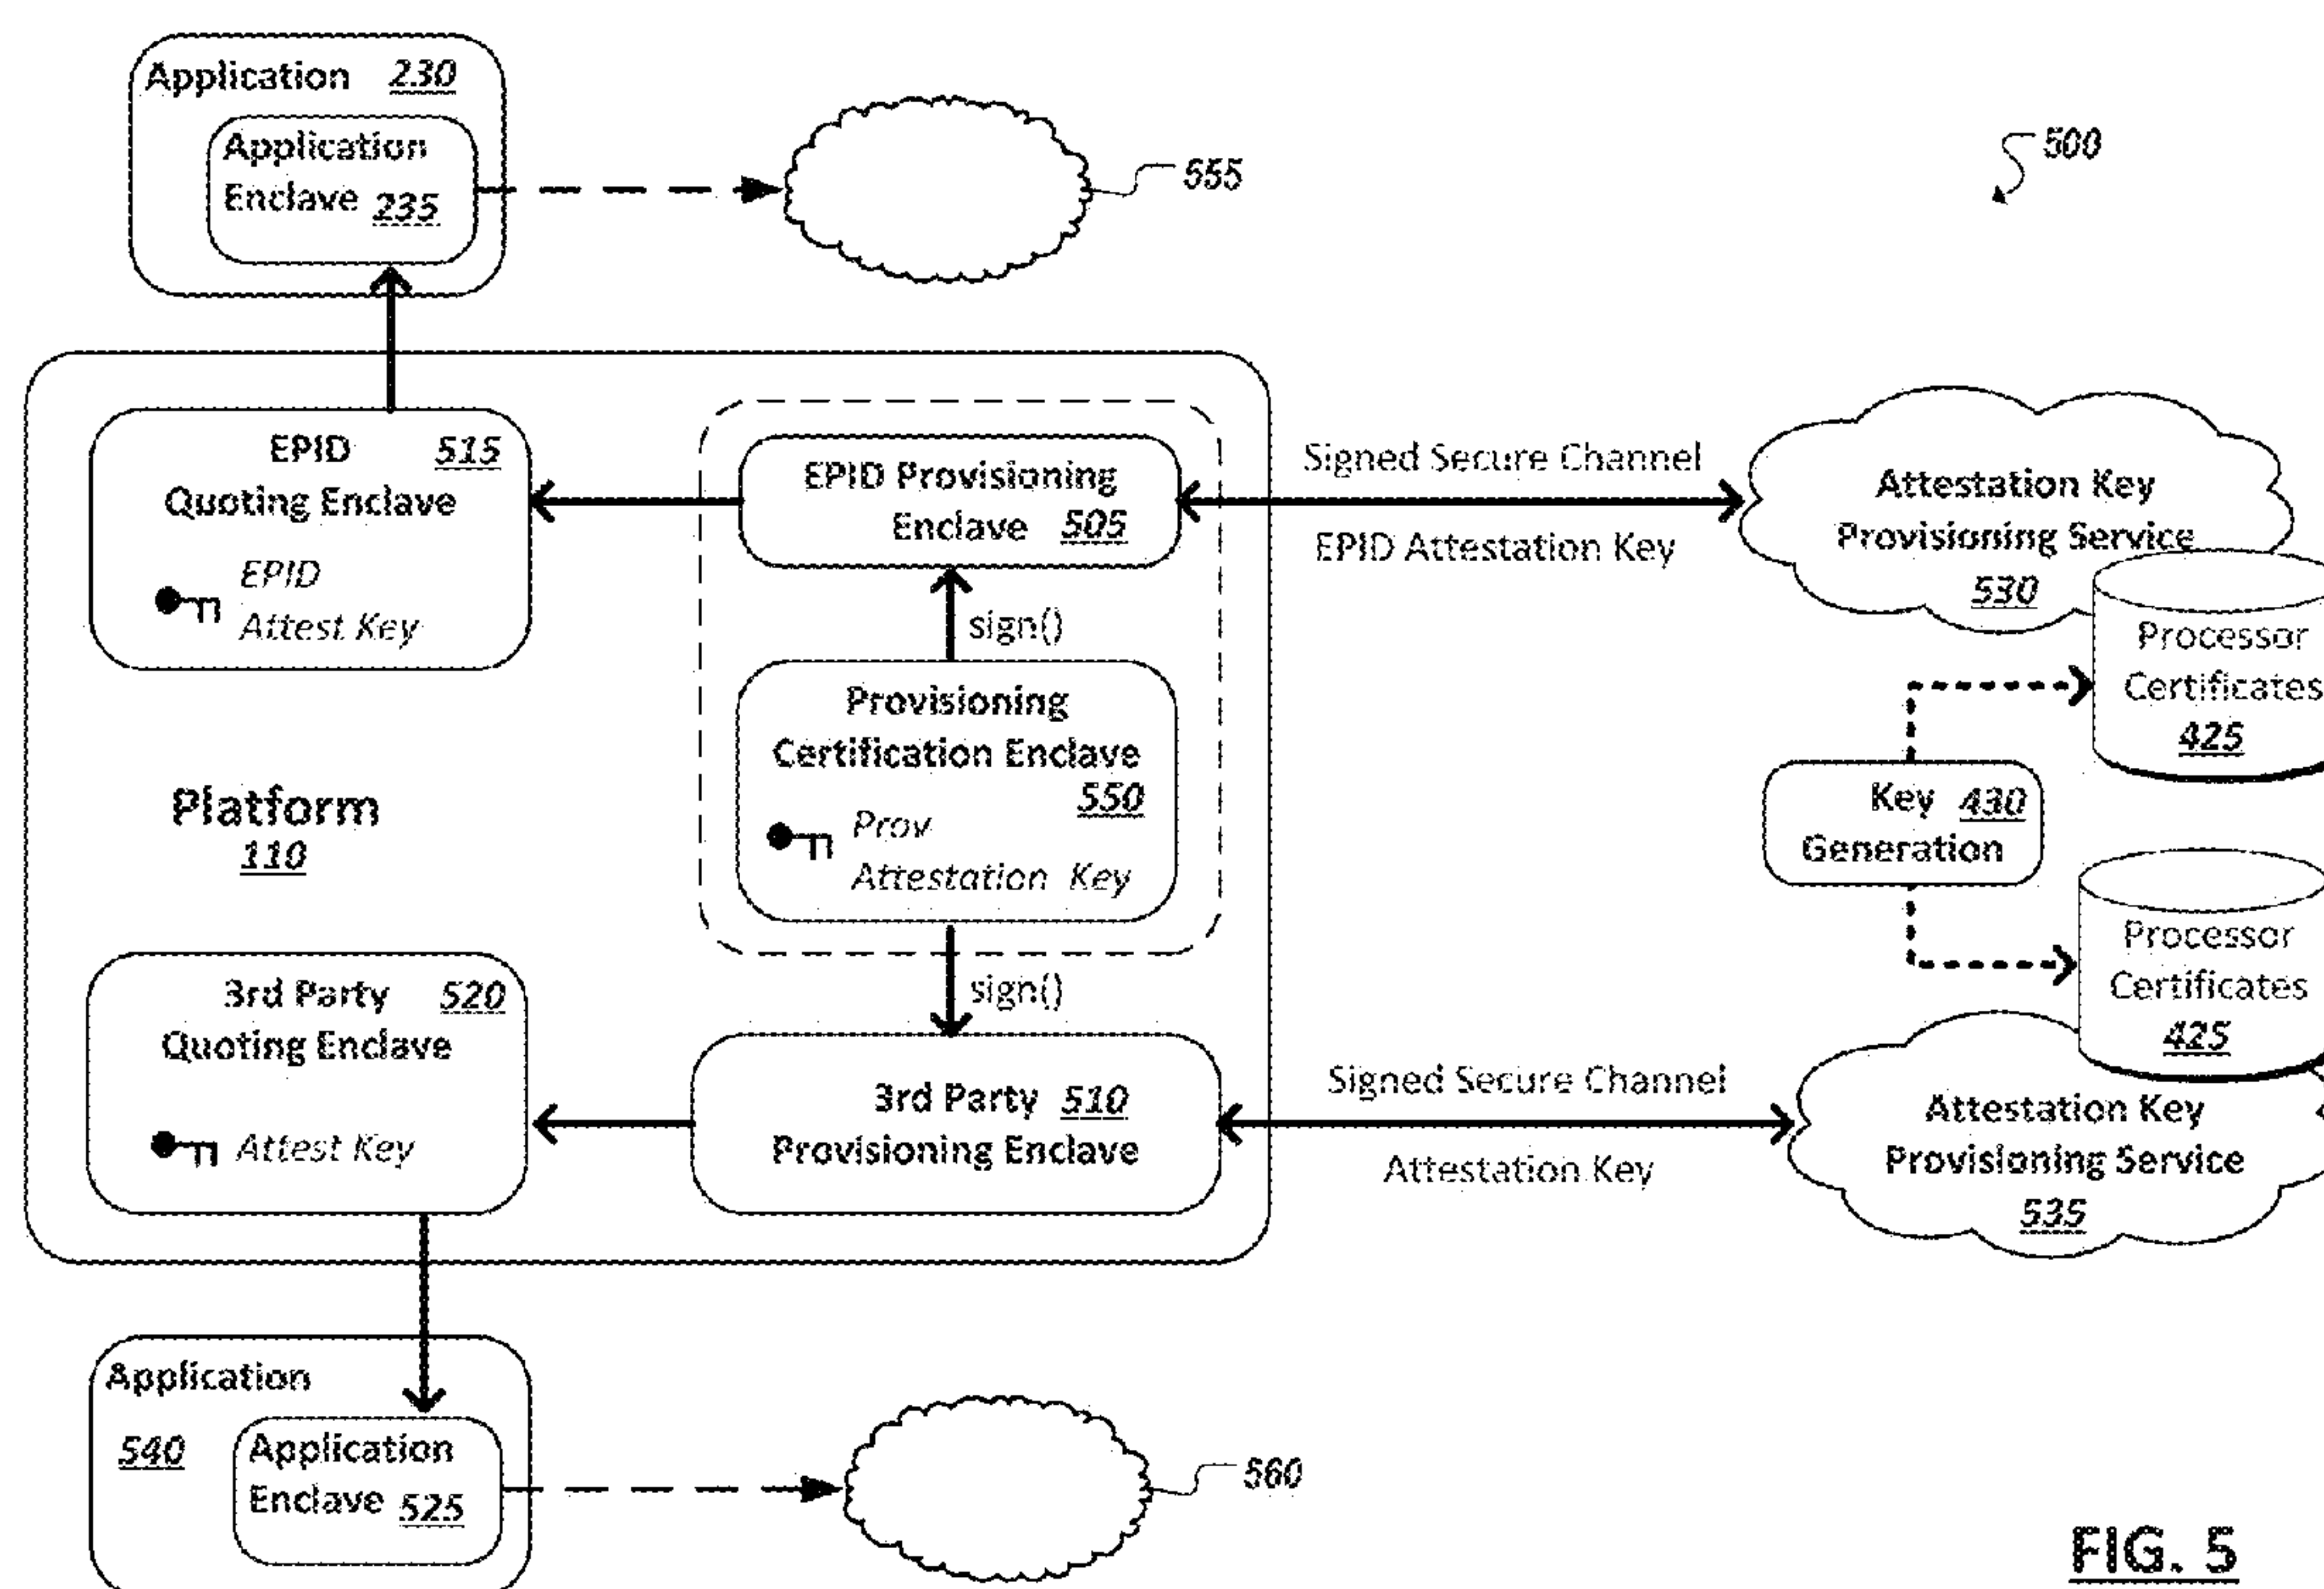 Application 230
Application
Enclave 235
555
500
EPID 515
Quoting Enclave
EPID
Attest Key
EPID Provisioning
Enclave 505
sign()
Signed Secure Channel
EPID Attestation Key
Attestation Key
Provisioning Service
530
Processor
Certificates
425
Provisioning
Certification Enclave
550
Prov
Attestation Key
Platform
110
Key 430
Generation
Processor
Certificates
425
sign()
3rd Party 520
Quoting Enclave
Attest Key
3rd Party 510
Provisioning Enclave
Signed Secure Channel
Attestation Key
Attestation Key
Provisioning Service
535
Application
540
Application
Enclave 525
560
FIG. 5